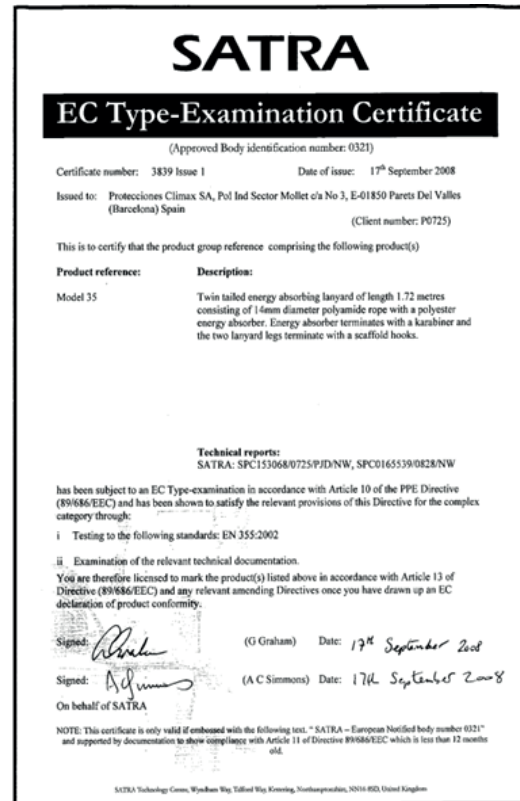 SATRA
EC Type-Examination Certificate
(Approved Body identification number: 0321)
Certificate number: 3839 Issue 1 Date of issue: 17th September 2008
Issued to: Protecciones Climax SA, Pol Ind Sector Mollet c/a No 3, E-01850 Parets Del Valles
(Barcelona) Spain
(Client number: P0725)
This is to certify that the product group reference comprising the following product(s)
Product reference: Description:
Model 35 Twin tailed energy absorbing lanyard of length 1.72 metres
consisting of 14mm diameter polyamide rope with a polyester
energy absorber. Energy absorber terminates with a karabiner and
the two lanyard legs terminate with a scaffold hooks.
Technical reports:
SATRA: SPC153068/0725/PJD/NW, SPC0165539/0828/NW
has been subject to an EC Type-examination in accordance with Article 10 of the PPE Directive
(89/686/EEC) and has been shown to satisfy the relevant provisions of this Directive for the complex
category through:
i Testing to the following standards: EN 355:2002
ii Examination of the relevant technical documentation.
You are therefore licensed to mark the product(s) listed above in accordance with Article 13 of
Directive (89/686/EEC) and any relevant amending Directives once you have drawn up an EC
declaration of product conformity.
Signed: (G Graham) Date: 17th September 2008
Signed: (A C Simmons) Date: 17th September 2008
On behalf of SATRA
NOTE: This certificate is only valid if embossed with the following text. " SATRA – European Notified body number 0321"
and supported by documentation to show compliance with Article 11 of Directive 89/686/EEC which is less than 12 months
old.
SATRA Technology Centre, Wyndham Way, Telford Way, Kettering, Northamptonshire, NN16 8SD, United Kingdom